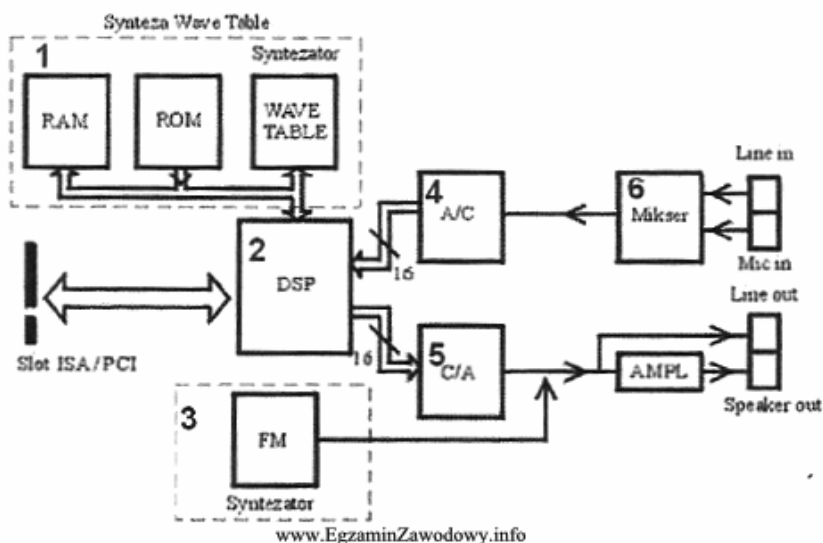 Synteza Wave Table
1
Syntezator
RAM
ROM
WAVE
TABLE
4
A/C
6
Mikser
Line in
Mic in
2
DSP
16
Slot ISA/PCI
16
5
C/A
Line out
AMPL
Speaker out
3
FM
Syntezator
www.EgzaminZawodowy.info